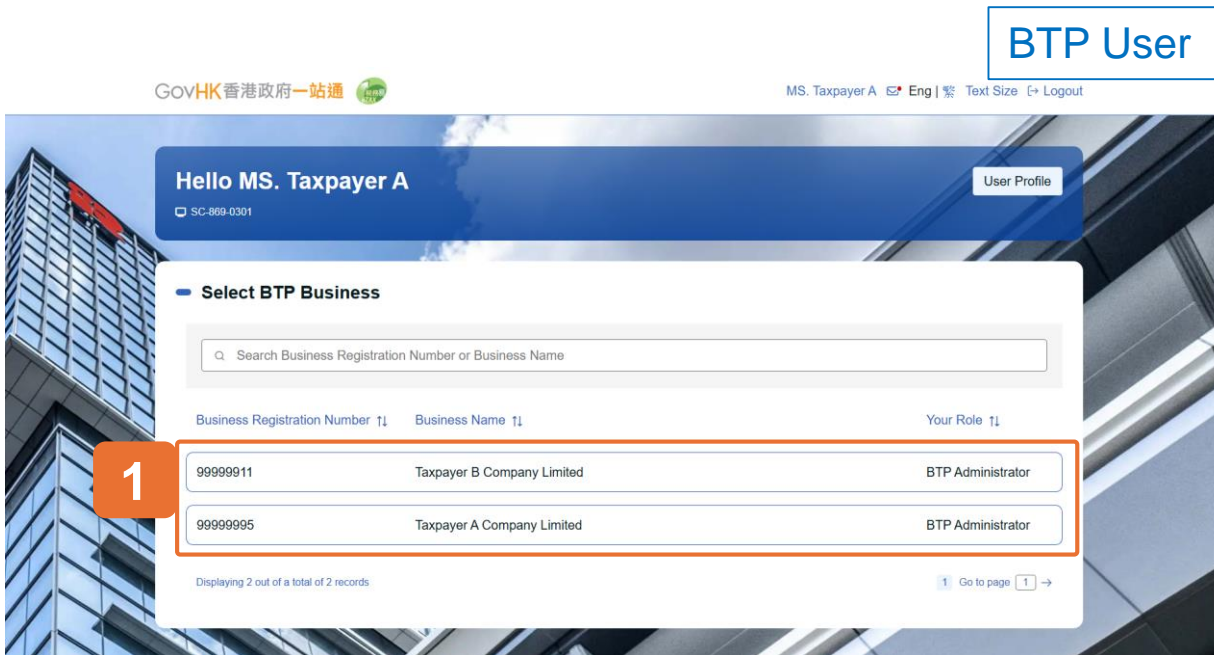 BTP User
GovHK香港政府一站通
MS. Taxpayer A Eng | 繁 Text Size Logout
Hello MS. Taxpayer A
User Profile
SC-869-0301
Select BTP Business
Search Business Registration Number or Business Name
Business Registration Number Business Name Your Role
1
99999911 Taxpayer B Company Limited BTP Administrator
99999995 Taxpayer A Company Limited BTP Administrator
Displaying 2 out of a total of 2 records
1 Go to page 1